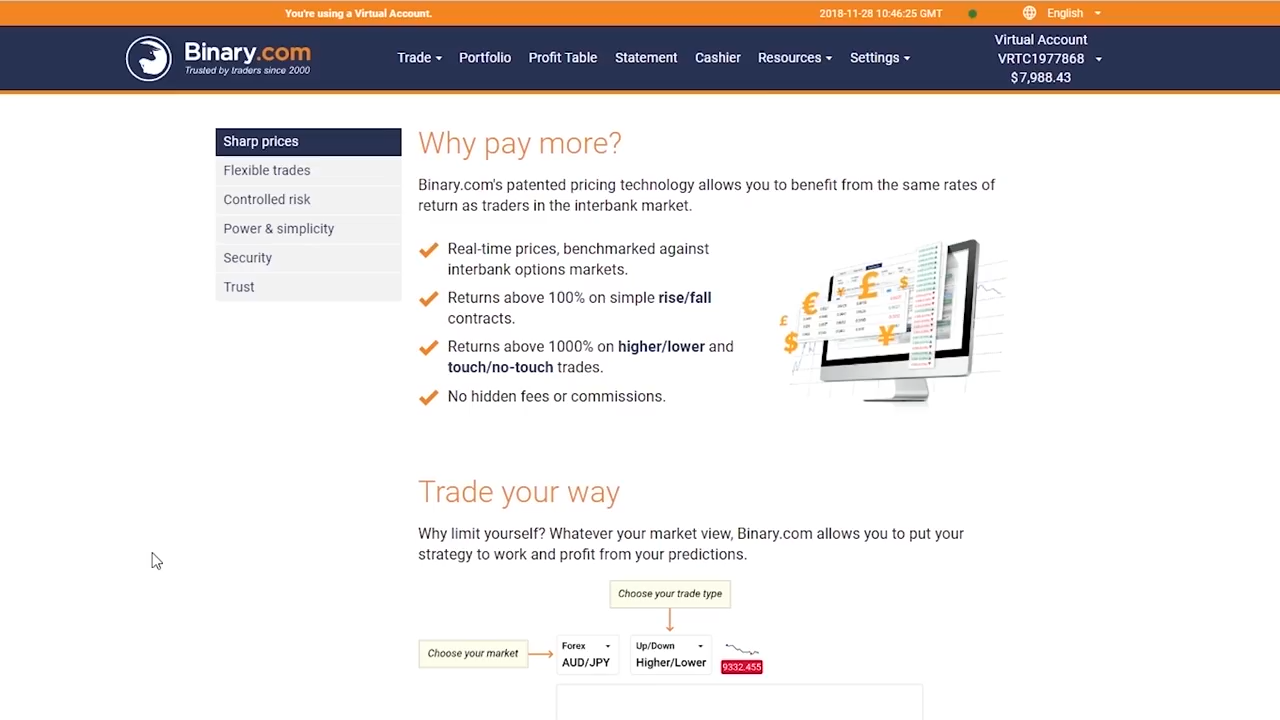 You're using a Virtual Account.
2018-11-28 10:46:25 GMT
English
Binary.com
Trusted by traders since 2000
Trade
Portfolio
Profit Table
Statement
Cashier
Resources
Settings
Virtual Account
VRTC1977868
$7,988.43
Sharp prices
Flexible trades
Controlled risk
Power & simplicity
Security
Trust
Why pay more?
Binary.com's patented pricing technology allows you to benefit from the same rates of
return as traders in the interbank market.
Real-time prices, benchmarked against
interbank options markets.
Returns above 100% on simple rise/fall
contracts.
Returns above 1000% on higher/lower and
touch/no-touch trades.
No hidden fees or commissions.
£
€
¥
£
$
$
¥
Trade your way
Why limit yourself? Whatever your market view, Binary.com allows you to put your
strategy to work and profit from your predictions.
Choose your trade type
Choose your market
Forex
AUD/JPY
Up/Down
Higher/Lower
9332.455